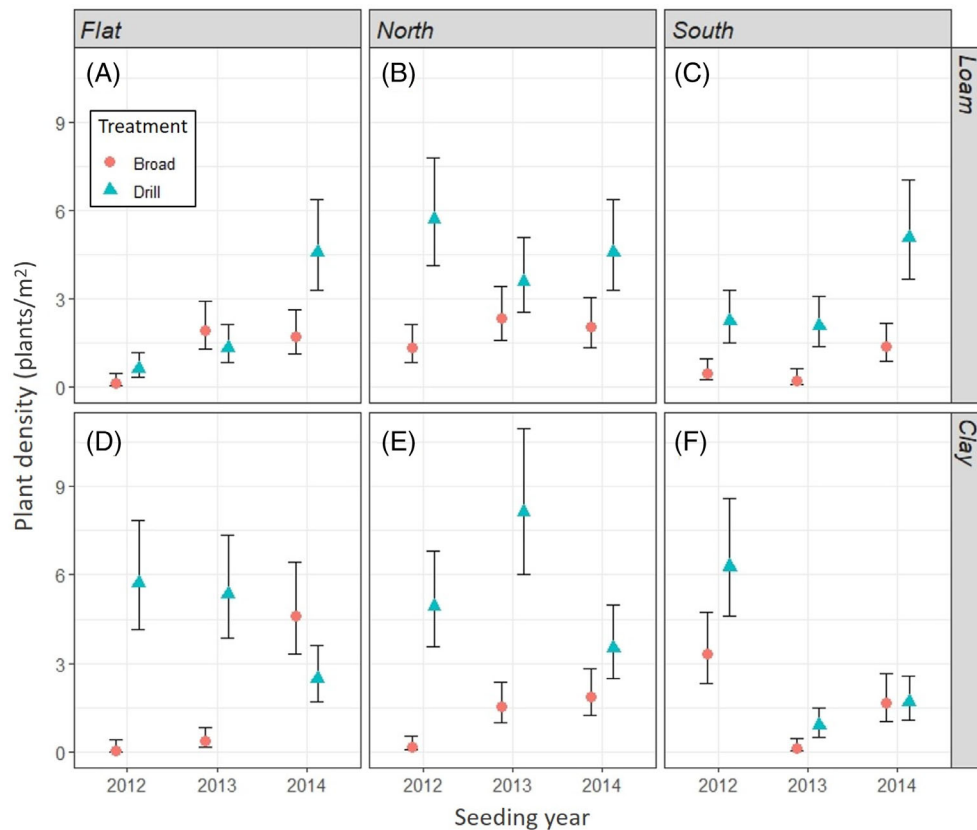 Flat
North
South
Loam
Clay
(A)
(B)
(C)
Treatment
Broad
Drill
9
6
3
0
(D)
(E)
(F)
9
6
3
0
Plant density (plants/m²)
2012
2013
2014
2012
2013
2014
2012
2013
2014
Seeding year